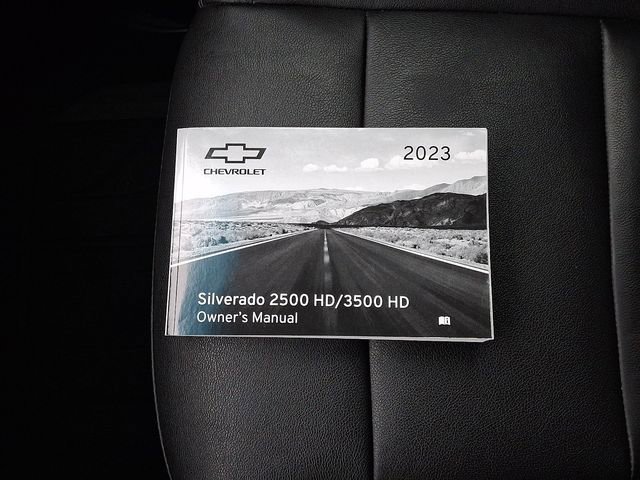 CHEVROLET
2023
Silverado 2500 HD/3500 HD
Owner's Manual